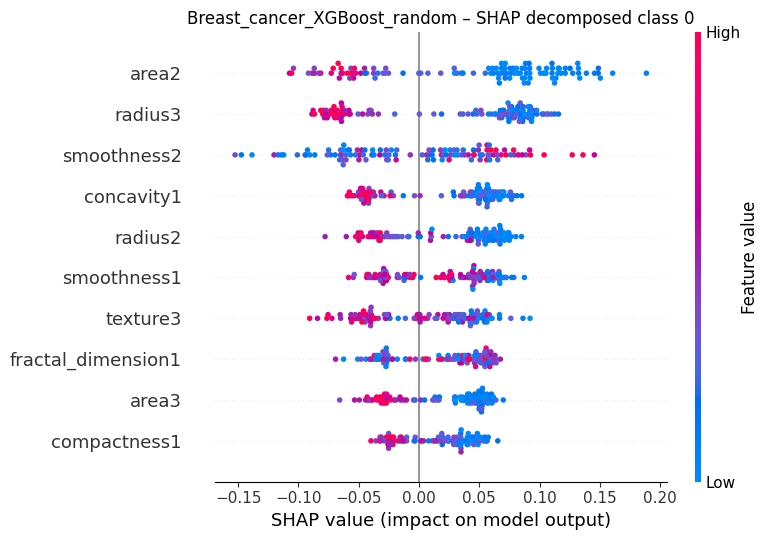 Breast_cancer_XGBoost_random – SHAP decomposed class 0
High
area2
radius3
smoothness2
concavity1
radius2
smoothness1
texture3
fractal_dimension1
area3
compactness1
Feature value
Low
−0.15 −0.10 −0.05 0.00 0.05 0.10 0.15 0.20
SHAP value (impact on model output)